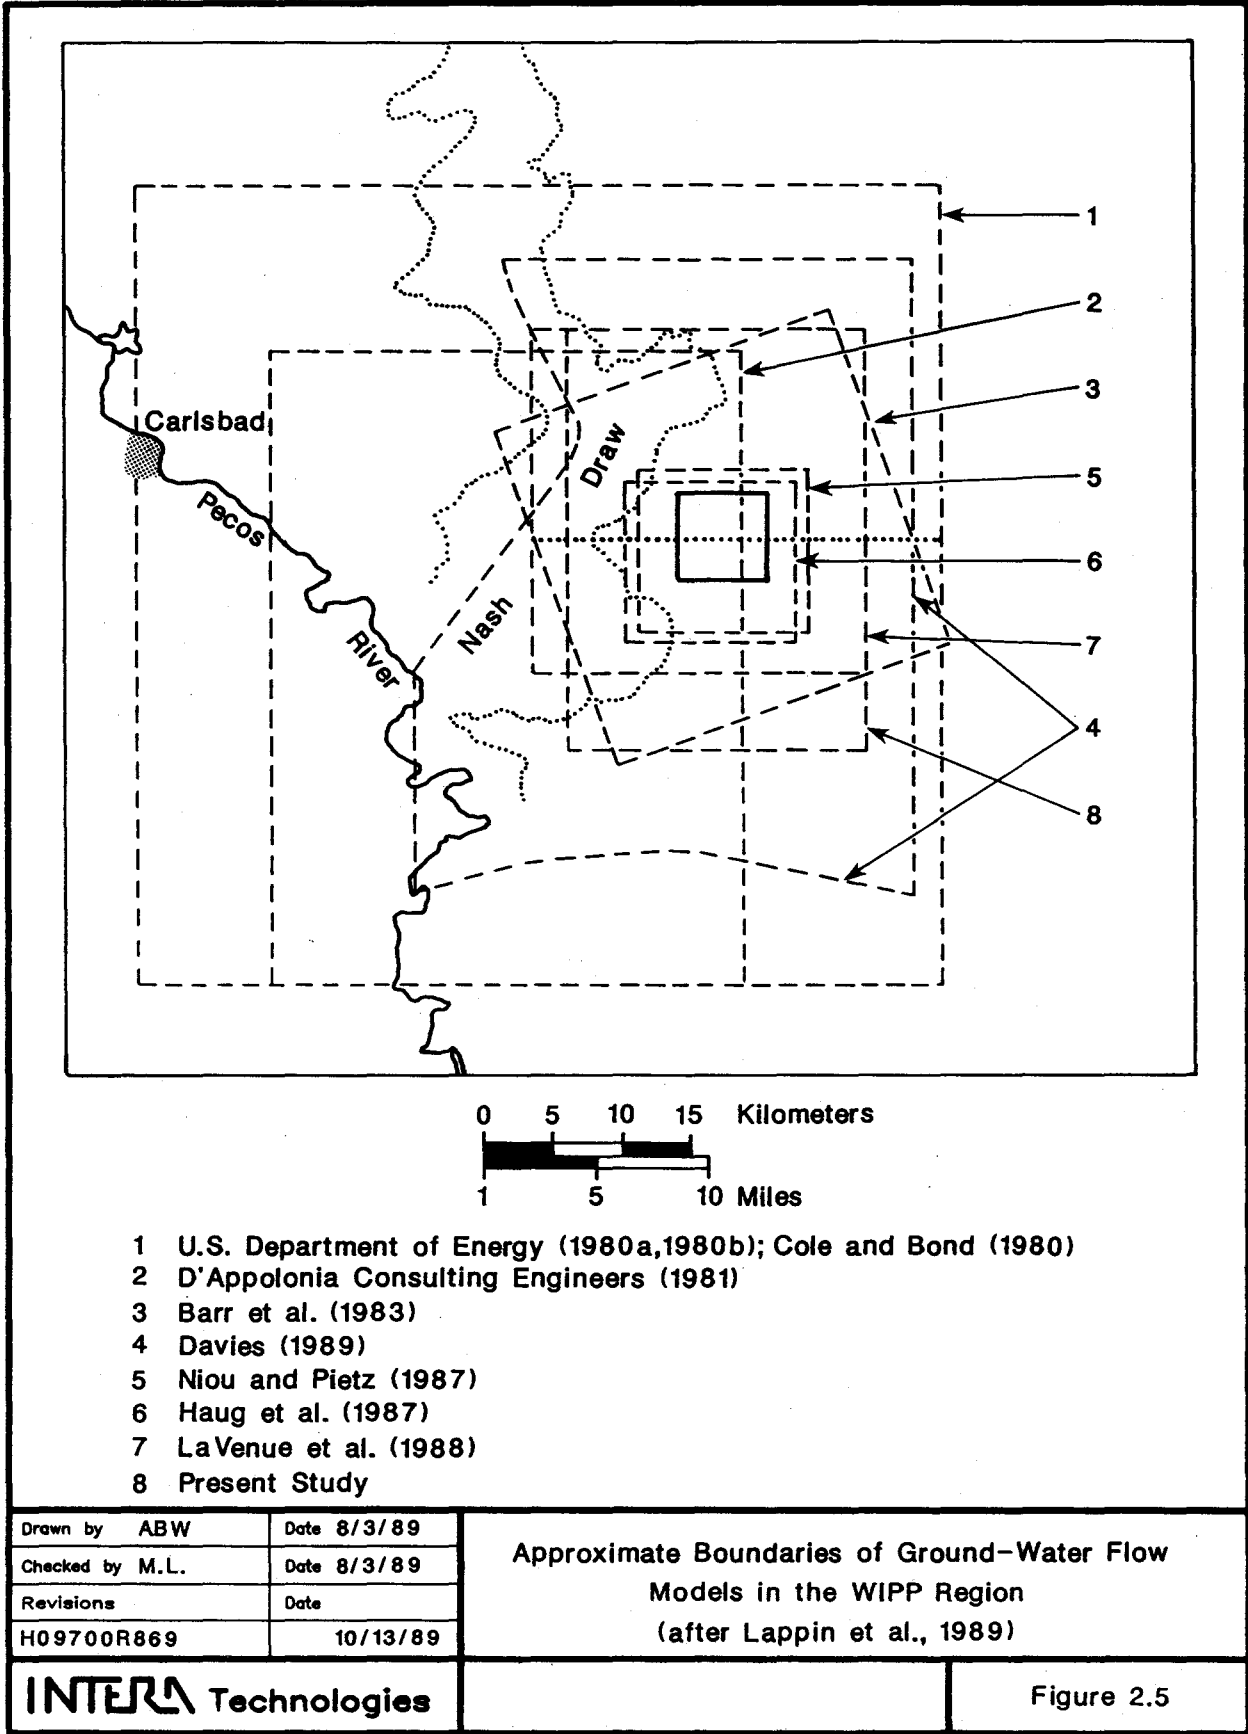 1
2
3
Carlsbad
Draw
5
Pecos
6
Nash
River
7
4
8
0 5 10 15 Kilometers
1 5 10 Miles
1 U.S. Department of Energy (1980a,1980b); Cole and Bond (1980)
2 D'Appolonia Consulting Engineers (1981)
3 Barr et al. (1983)
4 Davies (1989)
5 Niou and Pietz (1987)
6 Haug et al. (1987)
7 LaVenue et al. (1988)
8 Present Study
Drawn by ABW Date 8/3/89
Checked by M.L. Date 8/3/89
Revisions Date
H09700R869 10/13/89
Approximate Boundaries of Ground-Water Flow
Models in the WIPP Region
(after Lappin et al., 1989)
INTERA Technologies
Figure 2.5